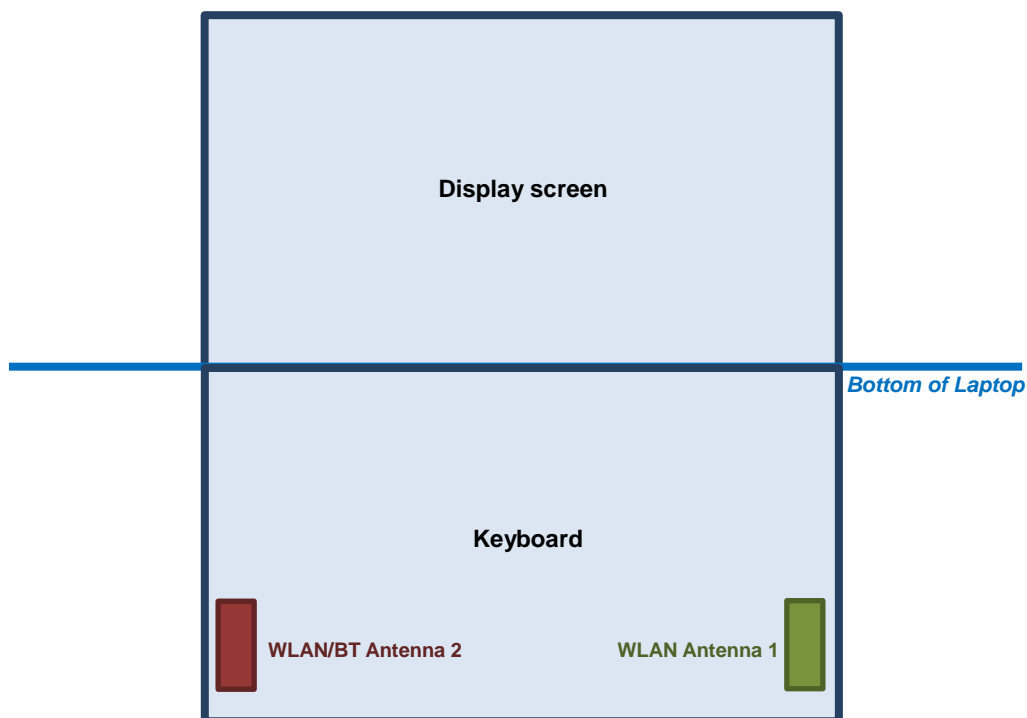 Display screen
Bottom of Laptop
Keyboard
WLAN/BT Antenna 2
WLAN Antenna 1